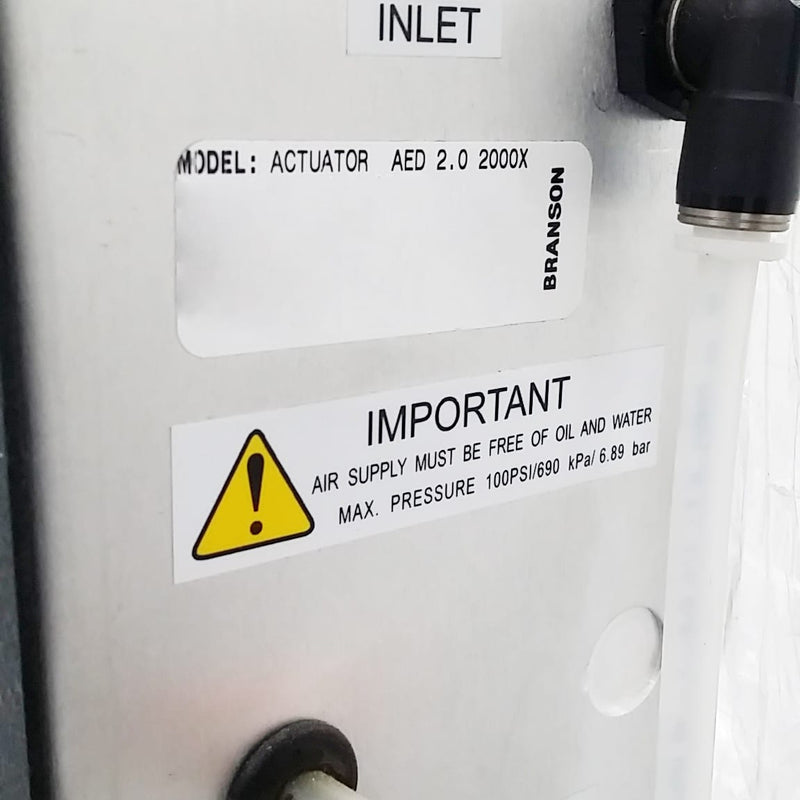 INLET
MODEL: ACTUATOR AED 2.0 2000X
BRANSON
IMPORTANT
AIR SUPPLY MUST BE FREE OF OIL AND WATER
MAX. PRESSURE 100PSI/690 kPa/ 6.89 bar